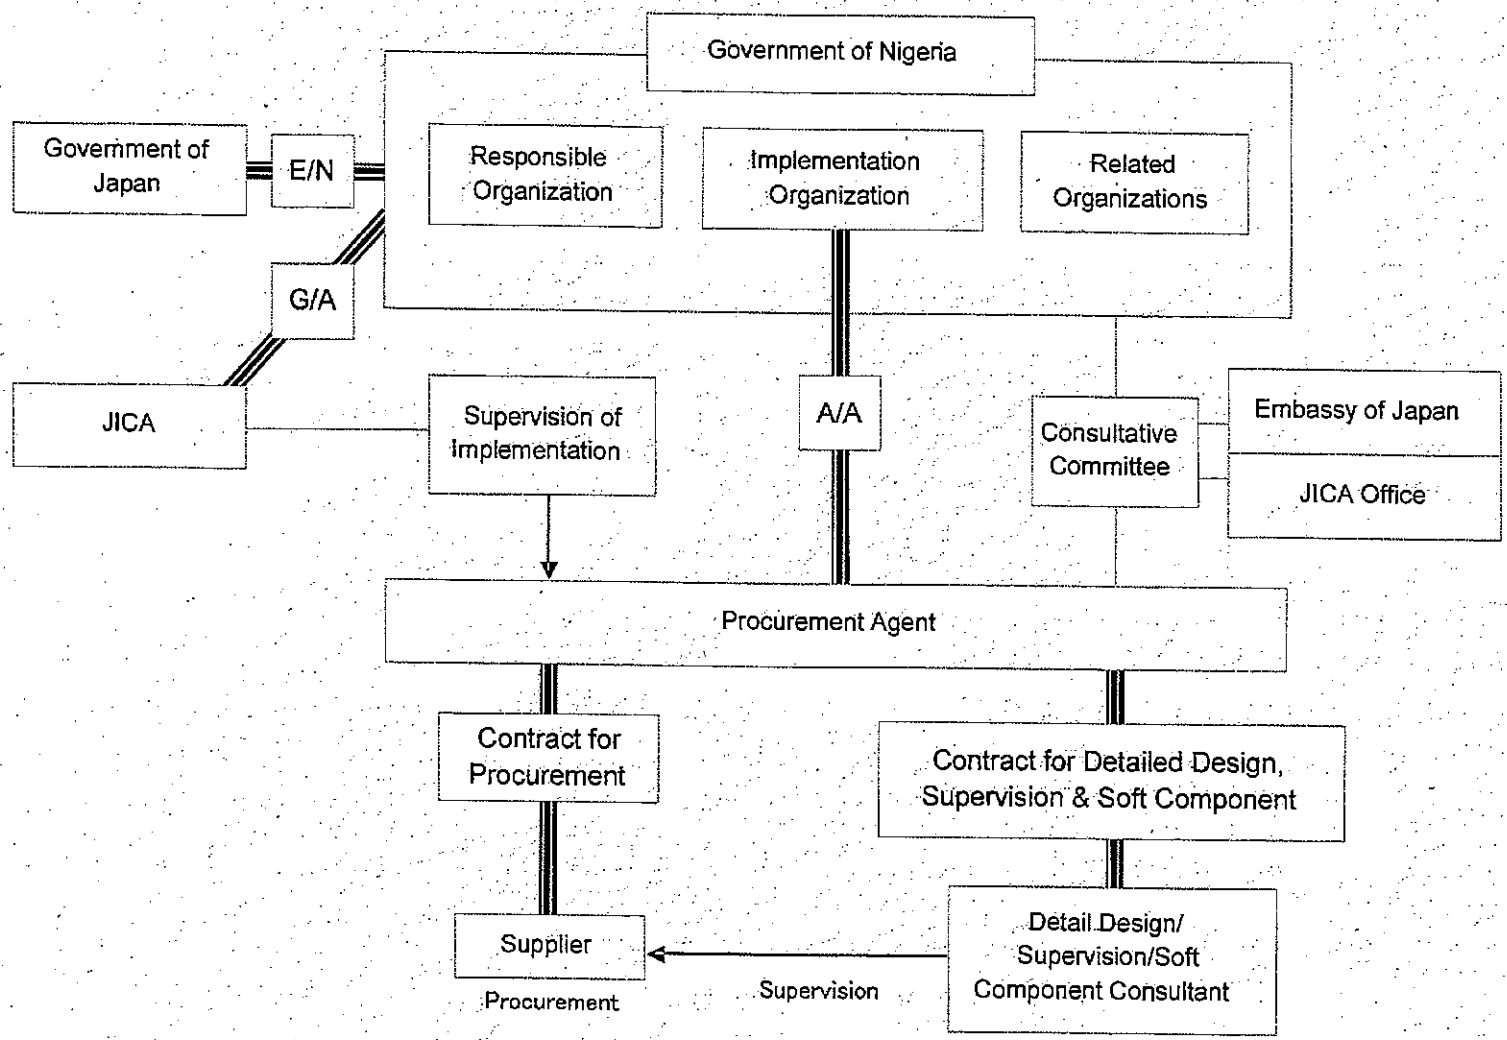 Government of Nigeria
Government of
Japan
E/N
Responsible
Organization
Implementation
Organization
Related
Organizations
G/A
JICA
Supervision of
Implementation
A/A
Consultative
Committee
Embassy of Japan
JICA Office
Procurement Agent
Contract for
Procurement
Contract for Detailed Design,
Supervision & Soft Component
Supplier
Procurement
Supervision
Detail Design/
Supervision/Soft
Component Consultant